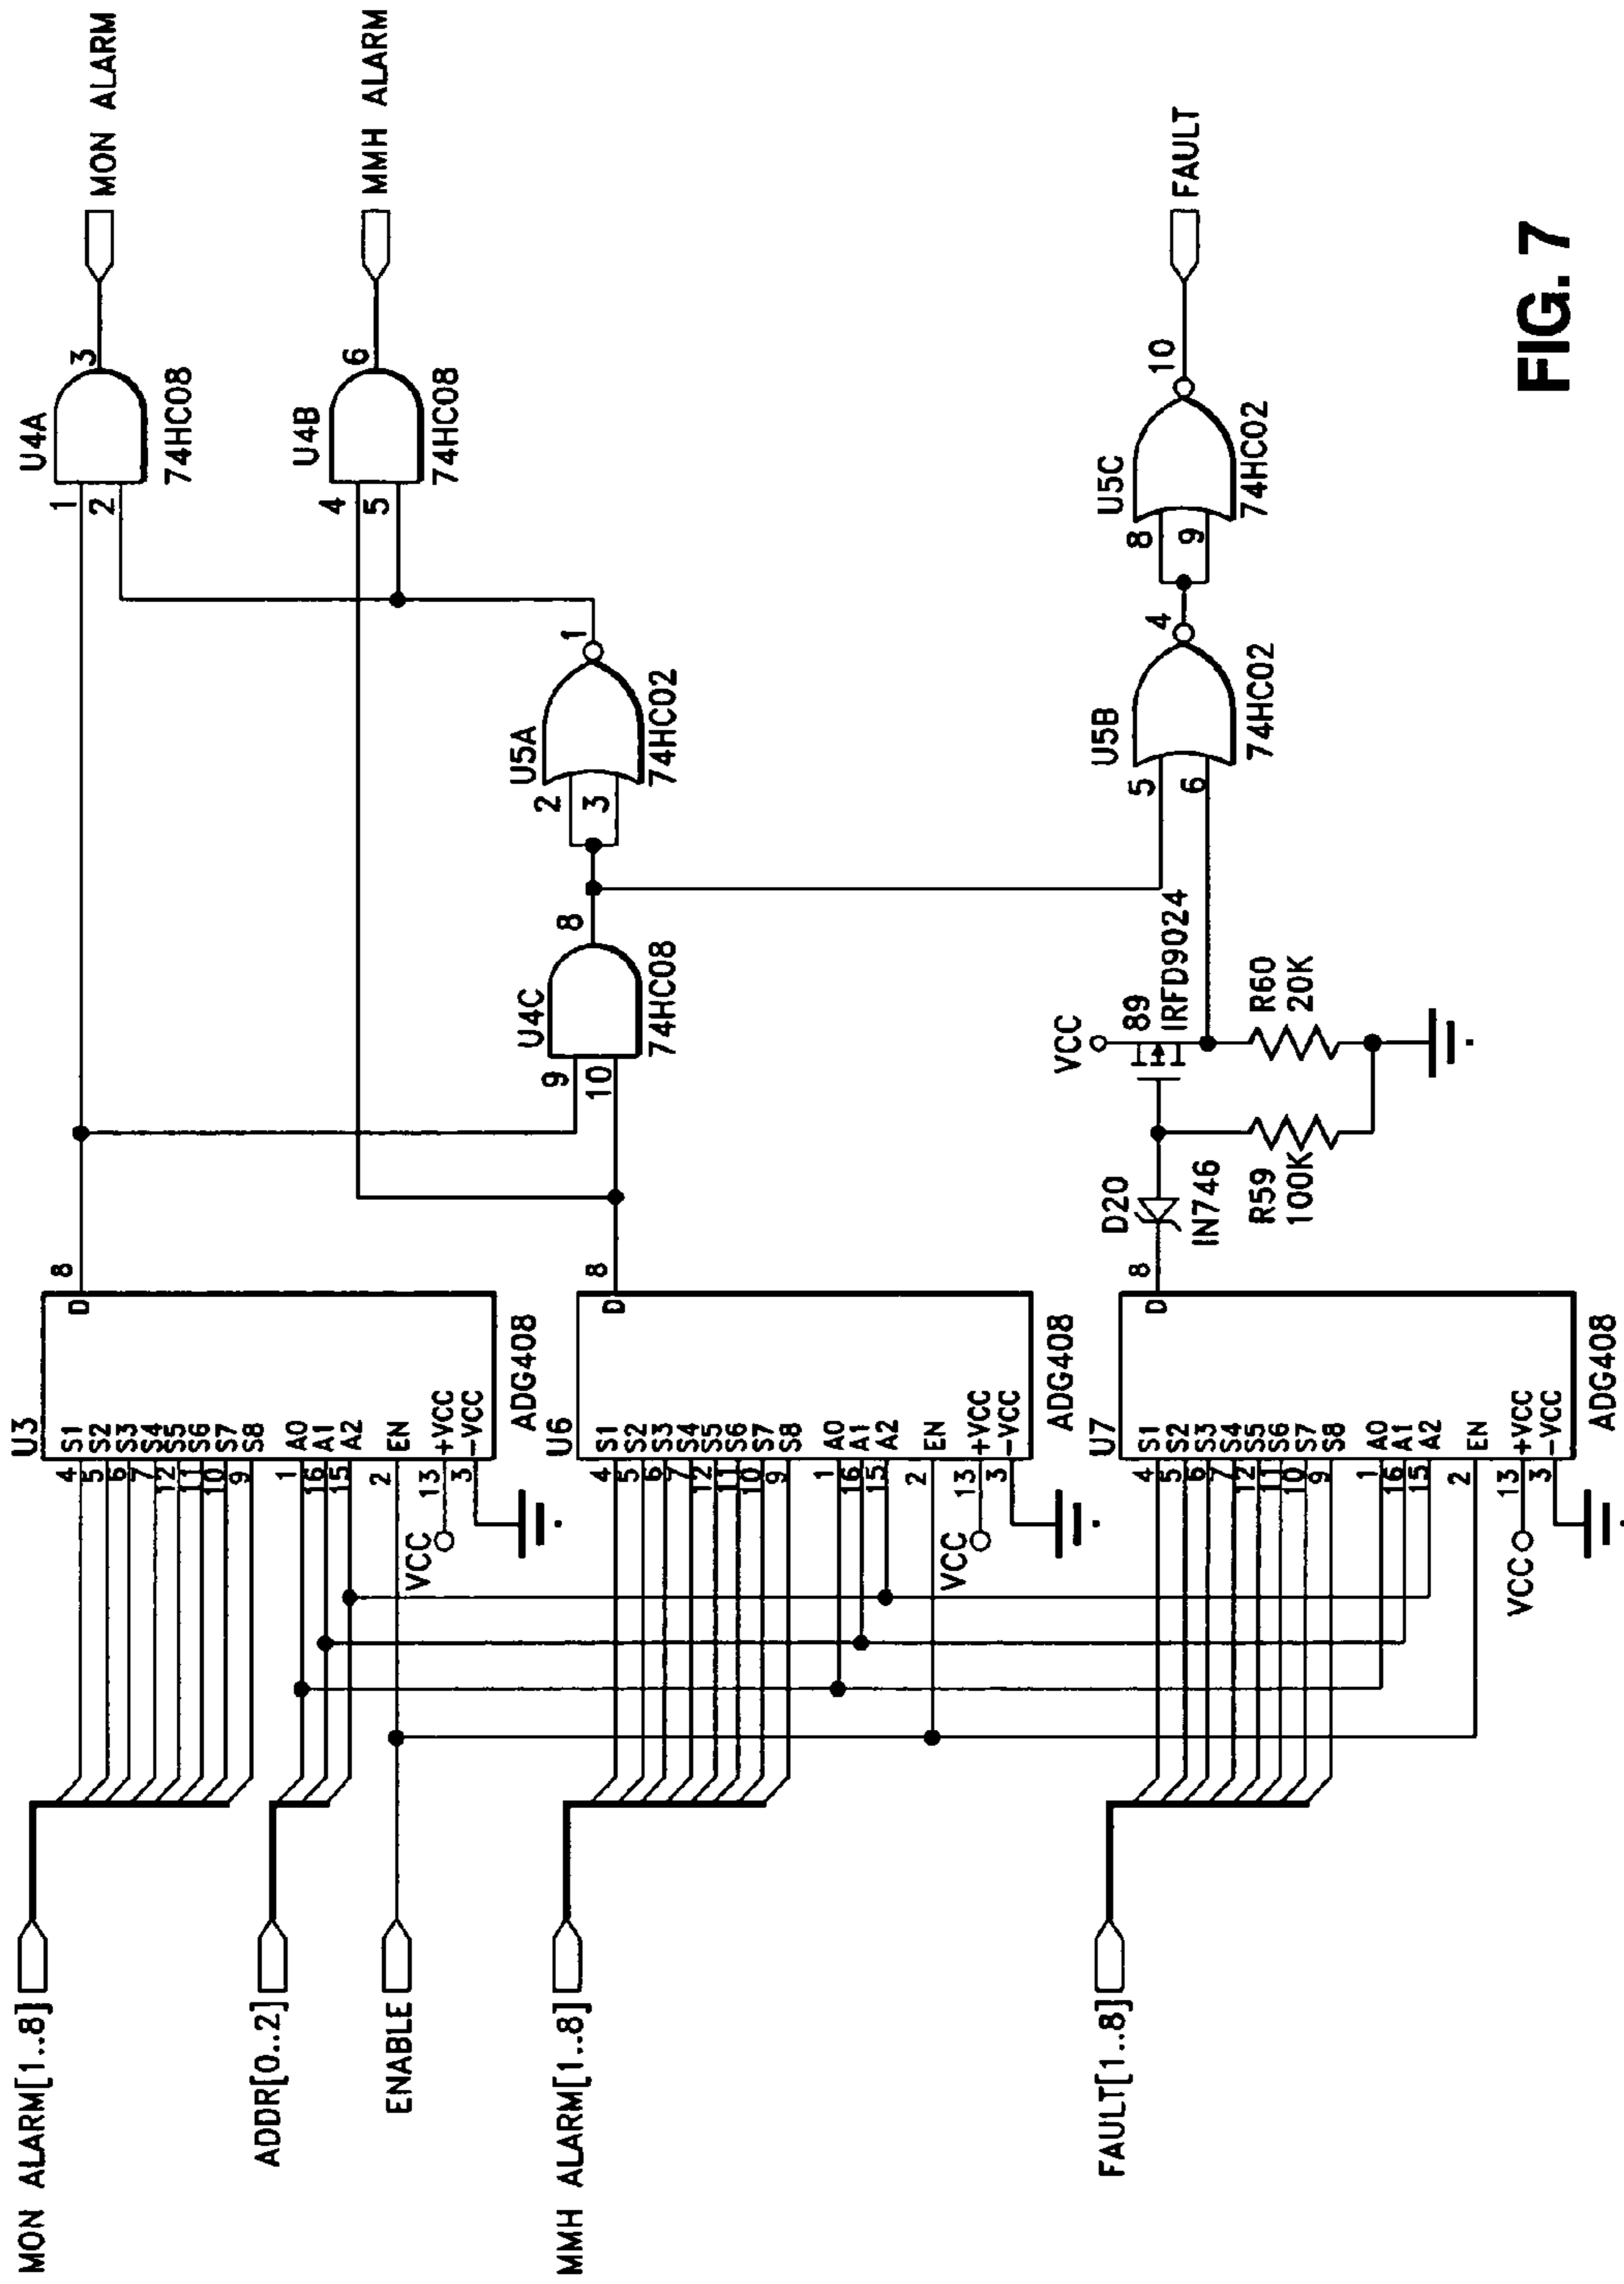 MON ALARM[1..8]
ADDR[0..2]
ENABLE
MMH ALARM[1..8]
FAULT[1..8]
U3
4 S1
5 S2
6 S3
7 S4
12 S5
11 S6
10 S7
9 S8
1 A0
16 A1
15 A2
2 EN
13 +VCC
3 -VCC
VCC
D 8
ADG408
U6
4 S1
5 S2
6 S3
7 S4
12 S5
11 S6
10 S7
9 S8
1 A0
16 A1
15 A2
2 EN
13 +VCC
3 -VCC
VCC
D 8
ADG408
U7
4 S1
5 S2
6 S3
7 S4
12 S5
11 S6
10 S7
9 S8
1 A0
16 A1
15 A2
2 EN
13 +VCC
3 -VCC
VCC
D 8
ADG408
D20
IN746
R59
100K
VCC
89
IRFD9024
R60
20K
U4C
9
10
8
74HC08
U5A
2
3
1
74HC02
U5B
5
6
4
74HC02
U5C
8
9
10
74HC02
FAULT
U4A
1
2
3
74HC08
MON ALARM
U4B
4
5
6
74HC08
MMH ALARM
FIG. 7